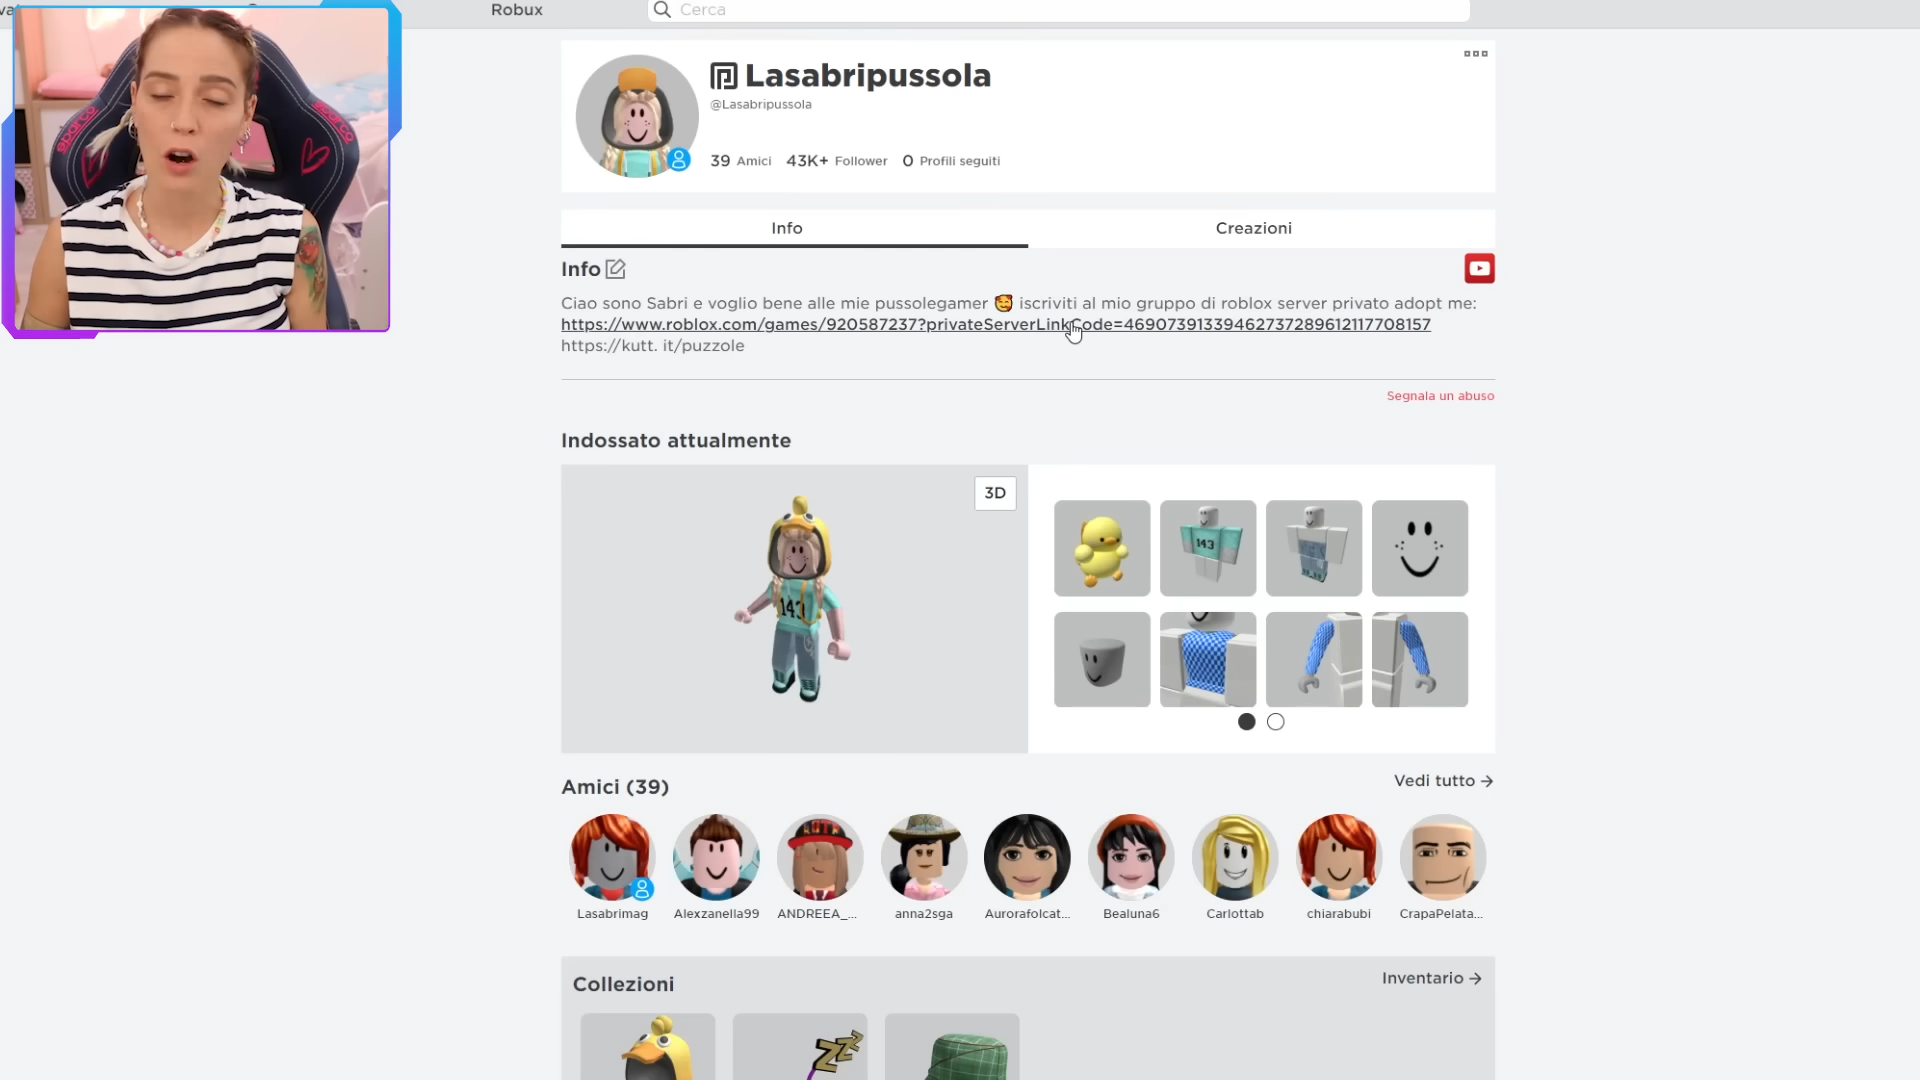 Robux
Cerca
Lasabripussola
@Lasabripussola
39 Amici 43K+ Follower 0 Profili seguiti
Info
Creazioni
Info
Ciao sono Sabri e voglio bene alle mie pussolegamer 🥰 iscriviti al mio gruppo di roblox server privato adopt me:
https://www.roblox.com/games/920587237?privateServerLinkCode=46907391339462737289612117708157
https://kutt. it/puzzole
Segnala un abuso
Indossato attualmente
3D
143
143
Amici (39)
Vedi tutto →
Lasabrimag
Alexzanella99
ANDREEA_...
anna2sga
Aurorafolcat...
Bealuna6
Carlottab
chiarabubi
CrapaPelata...
Collezioni
Inventario →
sparco
sparco